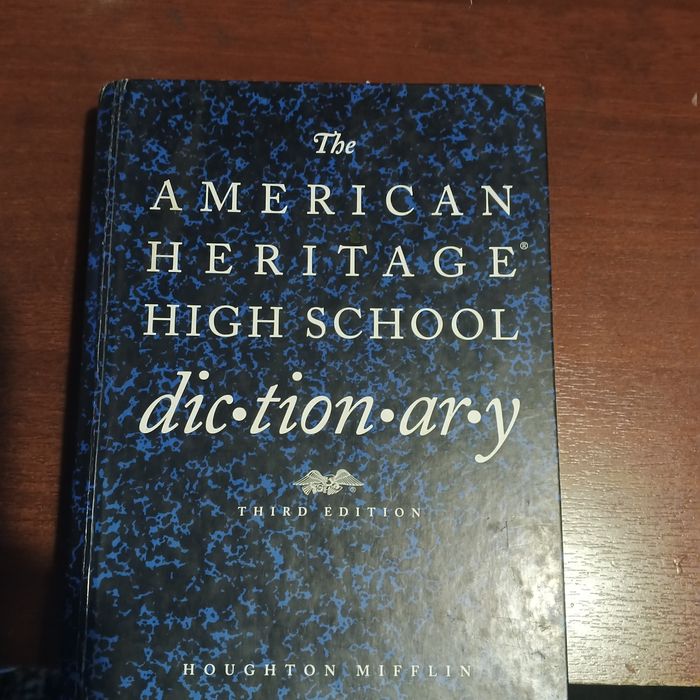 The
AMERICAN
HERITAGE®
HIGH SCHOOL
dic•tion•ar•y
®
THIRD EDITION
HOUGHTON MIFFLIN